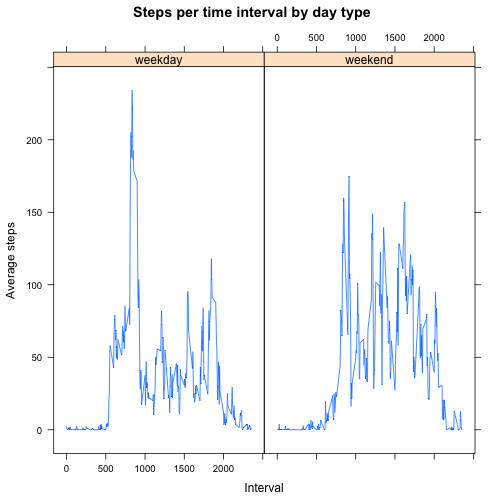 Steps per time interval by day type
0 500 1000 1500 2000
weekday weekend
200
150
100
50
0
Average steps
0 500 1000 1500 2000
Interval